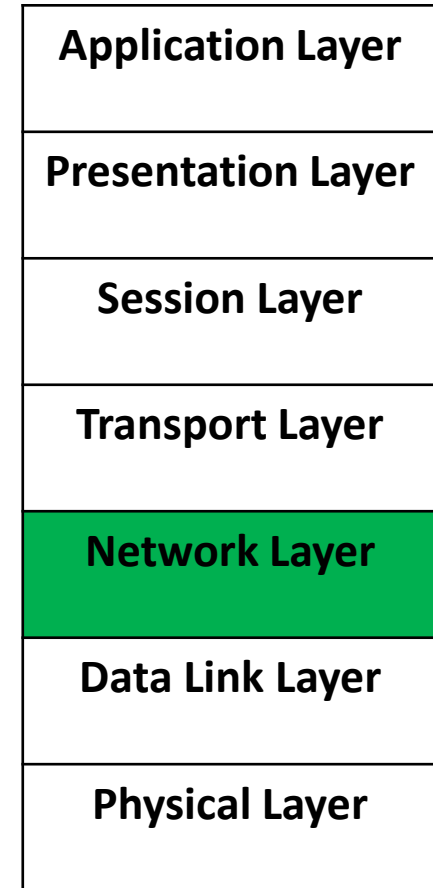 Application Layer
Presentation Layer
Session Layer
Transport Layer
Network Layer
Data Link Layer
Physical Layer